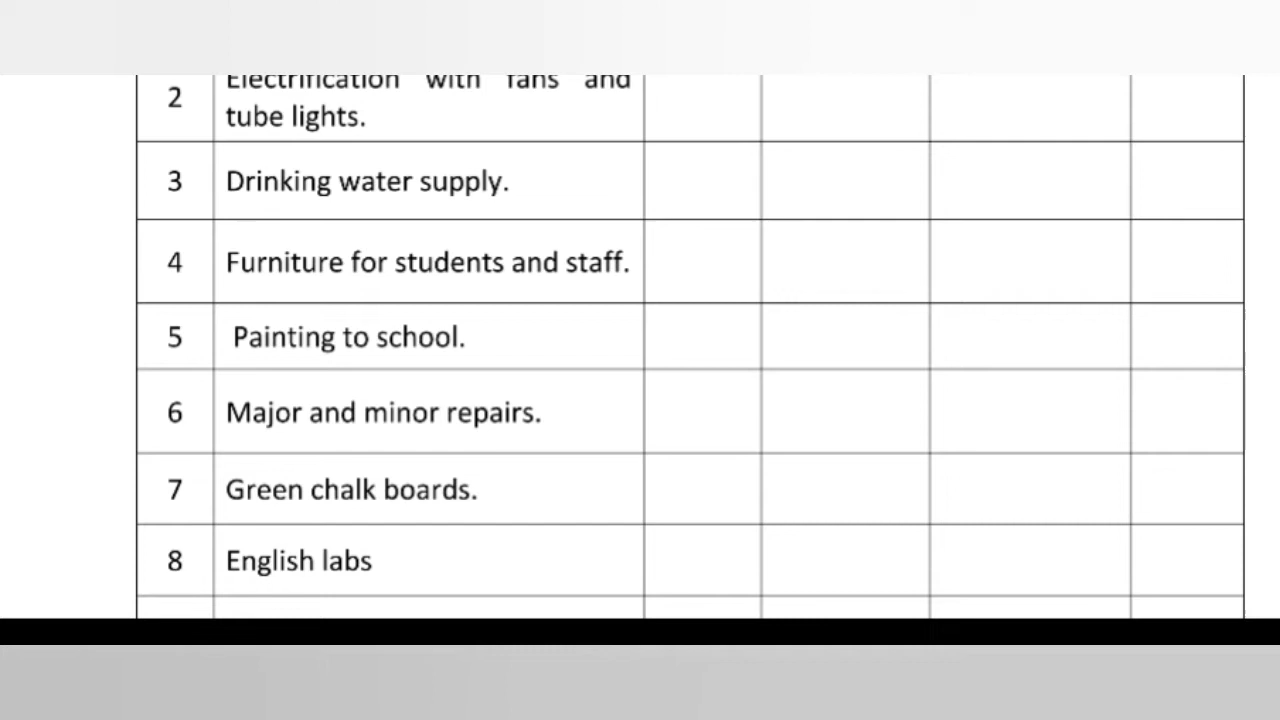 2 Electrification with fans and
tube lights.
3 Drinking water supply.
4 Furniture for students and staff.
5 Painting to school.
6 Major and minor repairs.
7 Green chalk boards.
8 English labs